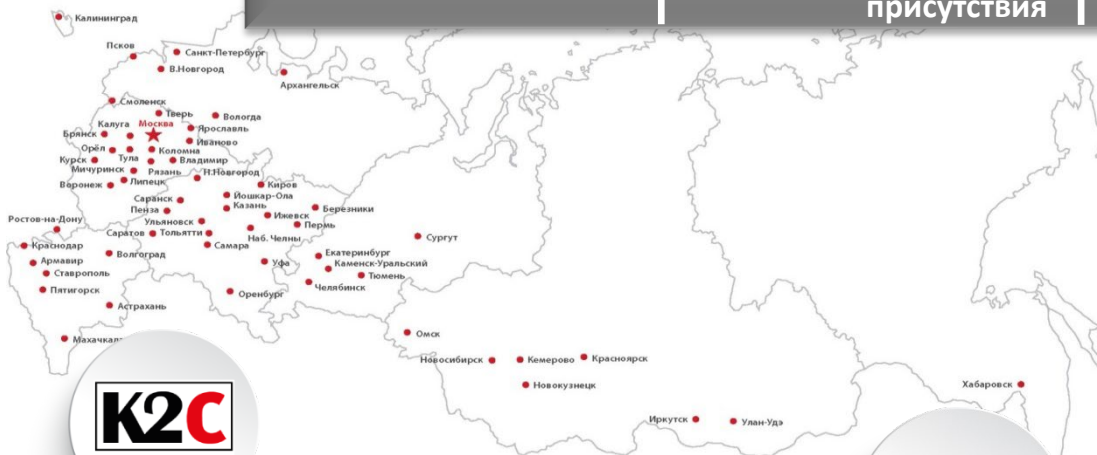 присутствия
Калининград
Псков
Санкт-Петербург
В.Новгород
Архангельск
Смоленск
Тверь
Вологда
Калуга
Москва
Ярославль
Брянск
Иваново
Орёл
Коломна
Курск
Тула
Владимир
Мичуринск
Рязань
Н.Новгород
Воронеж
Липецк
Киров
Саранск
Йошкар-Ола
Пенза
Казань
Березники
Ижевск
Ростов-на-Дону
Ульяновск
Пермь
Саратов
Тольятти
Наб. Челны
Сургут
Краснодар
Самара
Волгоград
Екатеринбург
Армавир
Уфа
Каменск-Уральский
Ставрополь
Тюмень
Челябинск
Пятигорск
Оренбург
Астрахань
Омск
Новосибирск
Кемерово
Красноярск
Новокузнецк
Хабаровск
Иркутск
Улан-Удэ
K2C